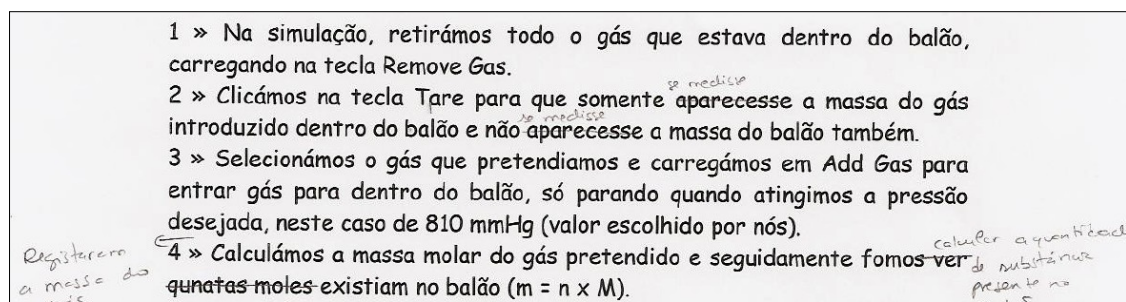 1 » Na simulação, retirámos todo o gás que estava dentro do balão,
carregando na tecla Remove Gas.
se medisse
2 » Clicámos na tecla Tare para que somente aparecesse a massa do gás
se medisse
introduzido dentro do balão e não aparecesse a massa do balão também.
3 » Selecionámos o gás que pretendiamos e carregámos em Add Gas para
entrar gás para dentro do balão, só parando quando atingimos a pressão
desejada, neste caso de 810 mmHg (valor escolhido por nós).
calcular a quantidad
4 » Calculámos a massa molar do gás pretendido e seguidamente fomos ver
de substância
qunatas moles existiam no balão (m = n x M).
presente no
Registaram
a massa do